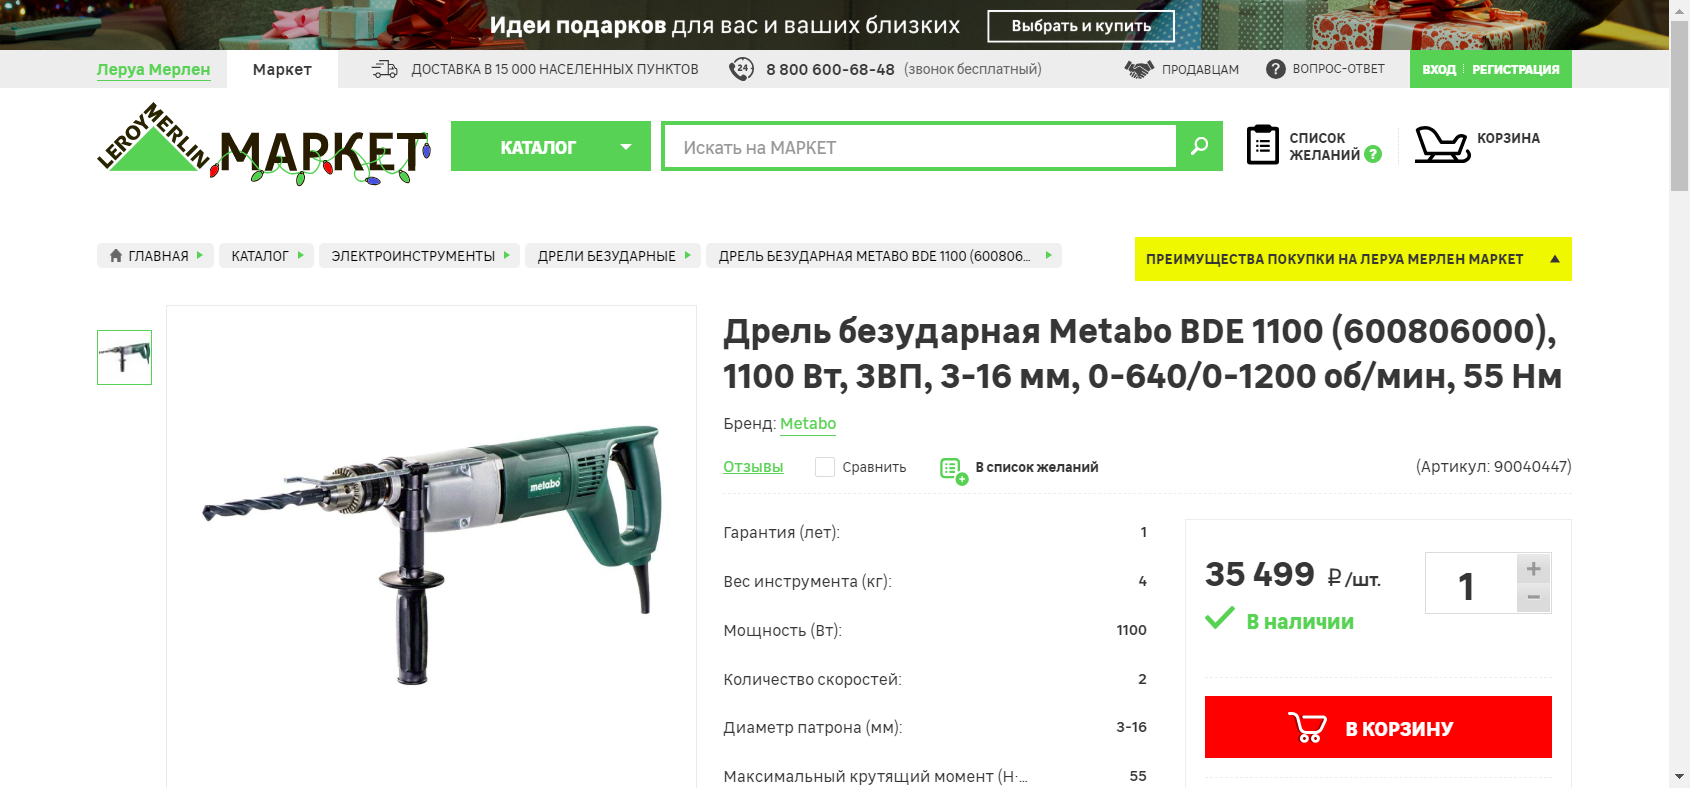 Идеи подарков для вас и ваших близких
Выбрать и купить
Леруа Мерлен
Маркет
ДОСТАВКА В 15 000 НАСЕЛЕННЫХ ПУНКТОВ
24
8 800 600-68-48 (звонок бесплатный)
ПРОДАВЦАМ
? ВОПРОС-ОТВЕТ
ВХОД
РЕГИСТРАЦИЯ
LEROY MERLIN МАРКЕТ
КАТАЛОГ
Искать на МАРКЕТ
СПИСОК
ЖЕЛАНИЙ ?
КОРЗИНА
ГЛАВНАЯ
КАТАЛОГ
ЭЛЕКТРОИНСТРУМЕНТЫ
ДРЕЛИ БЕЗУДАРНЫЕ
ДРЕЛЬ БЕЗУДАРНАЯ METABO BDE 1100 (600806...
ПРЕИМУЩЕСТВА ПОКУПКИ НА ЛЕРУА МЕРЛЕН МАРКЕТ
metabo
Дрель безударная Metabo BDE 1100 (600806000),
1100 Вт, ЗВП, 3-16 мм, 0-640/0-1200 об/мин, 55 Нм
Бренд: Metabo
Отзывы
Сравнить
В список желаний
(Артикул: 90040447)
Гарантия (лет): 1
Вес инструмента (кг): 4
Мощность (Вт): 1100
Количество скоростей: 2
Диаметр патрона (мм): 3-16
Максимальный крутящий момент (Н·... 55
35 499 ₽ /шт.
1
+
−
В наличии
В КОРЗИНУ